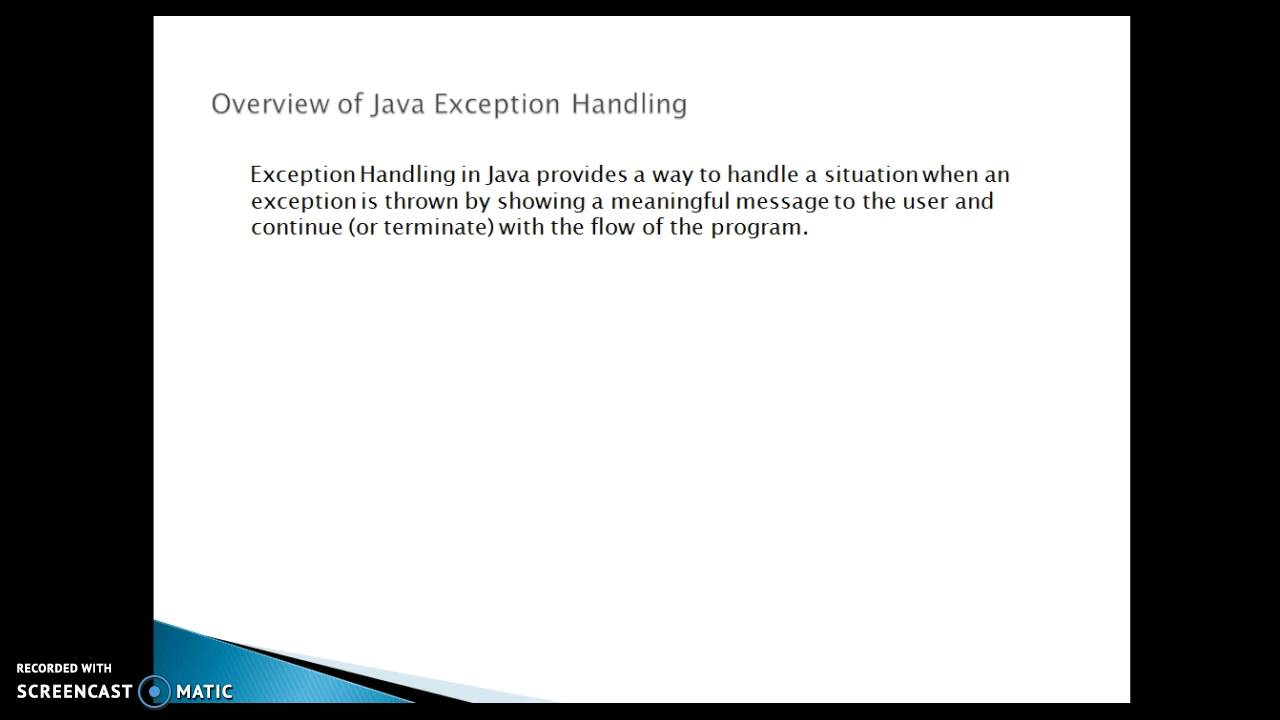 Overview of Java Exception Handling
Exception Handling in Java provides a way to handle a situation when an
exception is thrown by showing a meaningful message to the user and
continue (or terminate) with the flow of the program.
RECORDED WITH
SCREENCAST MATIC